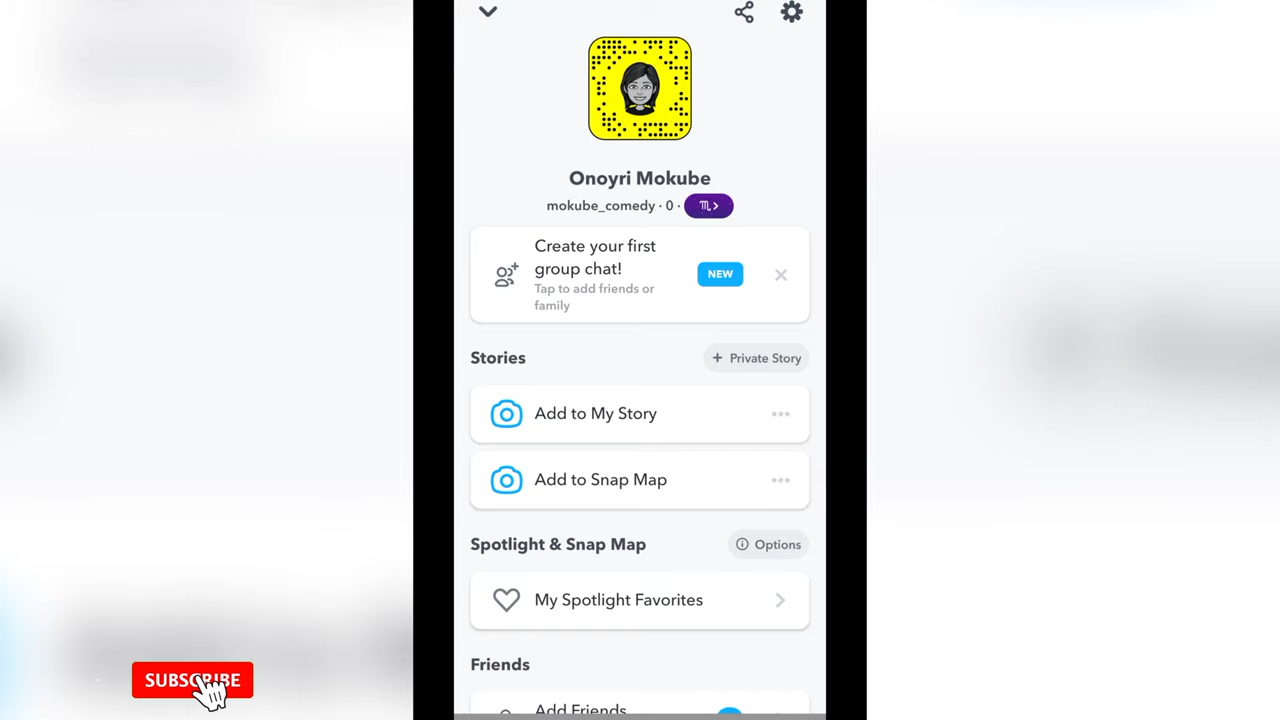 Onoyri Mokube
mokube_comedy · 0 · ♏ >
Create your first
group chat!
Tap to add friends or
family
NEW
Stories
+ Private Story
Add to My Story
Add to Snap Map
Spotlight & Snap Map
Options
My Spotlight Favorites
Friends
Add Friends
SUBSCRIBE